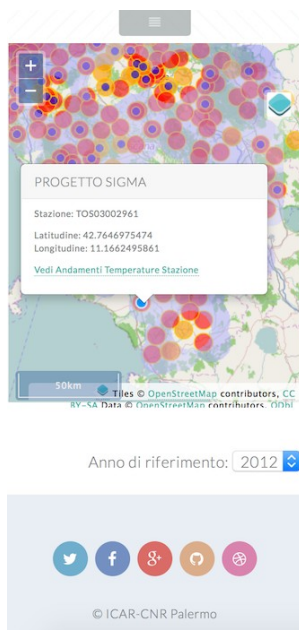 +
−
PROGETTO SIGMA
Stazione: TOS03002961
Latitudine: 42.7646975474
Longitudine: 11.1662495861
Vedi Andamenti Temperature Stazione
50km
Tiles © OpenStreetMap contributors, CC
BY-SA Data © OpenStreetMap contributors, ODbL
Anno di riferimento: 2012
© ICAR-CNR Palermo